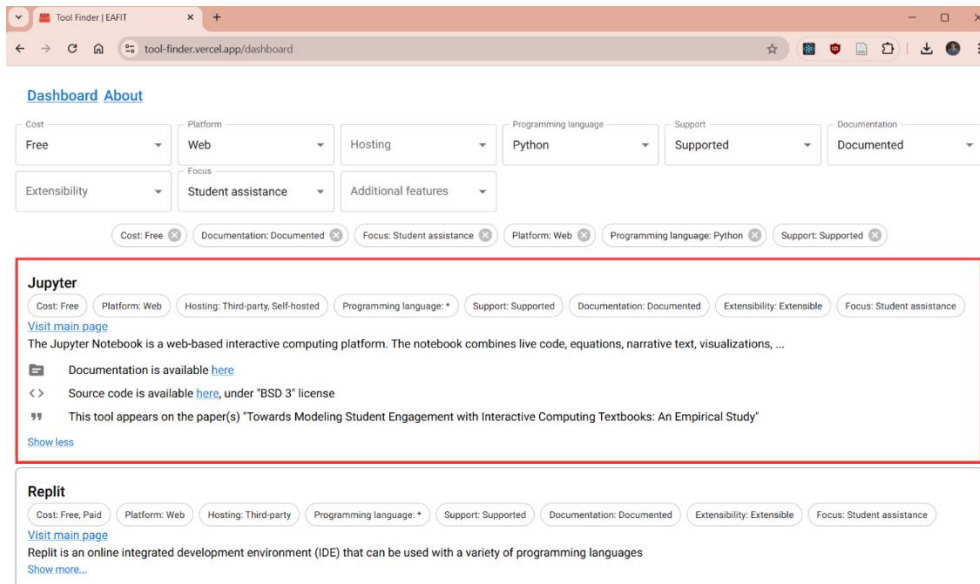 Tool Finder | EAFIT
tool-finder.vercel.app/dashboard
Dashboard About
Cost
Free
Platform
Web
Hosting
Programming language
Python
Support
Supported
Documentation
Documented
Extensibility
Focus
Student assistance
Additional features
Cost: Free
Documentation: Documented
Focus: Student assistance
Platform: Web
Programming language: Python
Support: Supported
Jupyter
Cost: Free
Platform: Web
Hosting: Third-party, Self-hosted
Programming language: *
Support: Supported
Documentation: Documented
Extensibility: Extensible
Focus: Student assistance
Visit main page
The Jupyter Notebook is a web-based interactive computing platform. The notebook combines live code, equations, narrative text, visualizations, ...
Documentation is available here
Source code is available here, under "BSD 3" license
This tool appears on the paper(s) "Towards Modeling Student Engagement with Interactive Computing Textbooks: An Empirical Study"
Show less
Replit
Cost: Free, Paid
Platform: Web
Hosting: Third-party
Programming language: *
Support: Supported
Documentation: Documented
Extensibility: Extensible
Focus: Student assistance
Visit main page
Replit is an online integrated development environment (IDE) that can be used with a variety of programming languages
Show more...